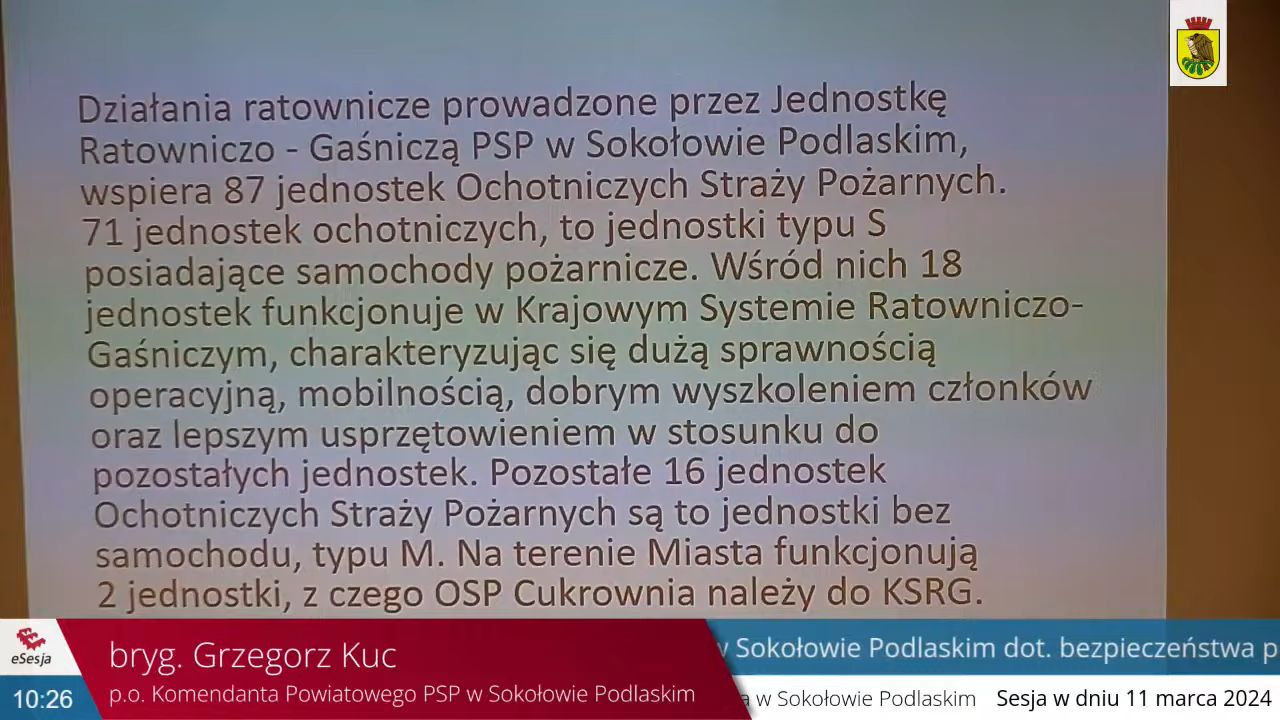 Działania ratownicze prowadzone przez Jednostkę
Ratowniczo - Gaśniczą PSP w Sokołowie Podlaskim,
wspiera 87 jednostek Ochotniczych Straży Pożarnych.
71 jednostek ochotniczych, to jednostki typu S
posiadające samochody pożarnicze. Wśród nich 18
jednostek funkcjonuje w Krajowym Systemie Ratowniczo-
Gaśniczym, charakteryzując się dużą sprawnością
operacyjną, mobilnością, dobrym wyszkoleniem członków
oraz lepszym usprzętowieniem w stosunku do
pozostałych jednostek. Pozostałe 16 jednostek
Ochotniczych Straży Pożarnych są to jednostki bez
samochodu, typu M. Na terenie Miasta funkcjonują
2 jednostki, z czego OSP Cukrownia należy do KSRG.
eSesja
10:26
bryg. Grzegorz Kuc
p.o. Komendanta Powiatowego PSP w Sokołowie Podlaskim
w Sokołowie Podlaskim dot. bezpieczeństwa p
a w Sokołowie Podlaskim
Sesja w dniu 11 marca 2024